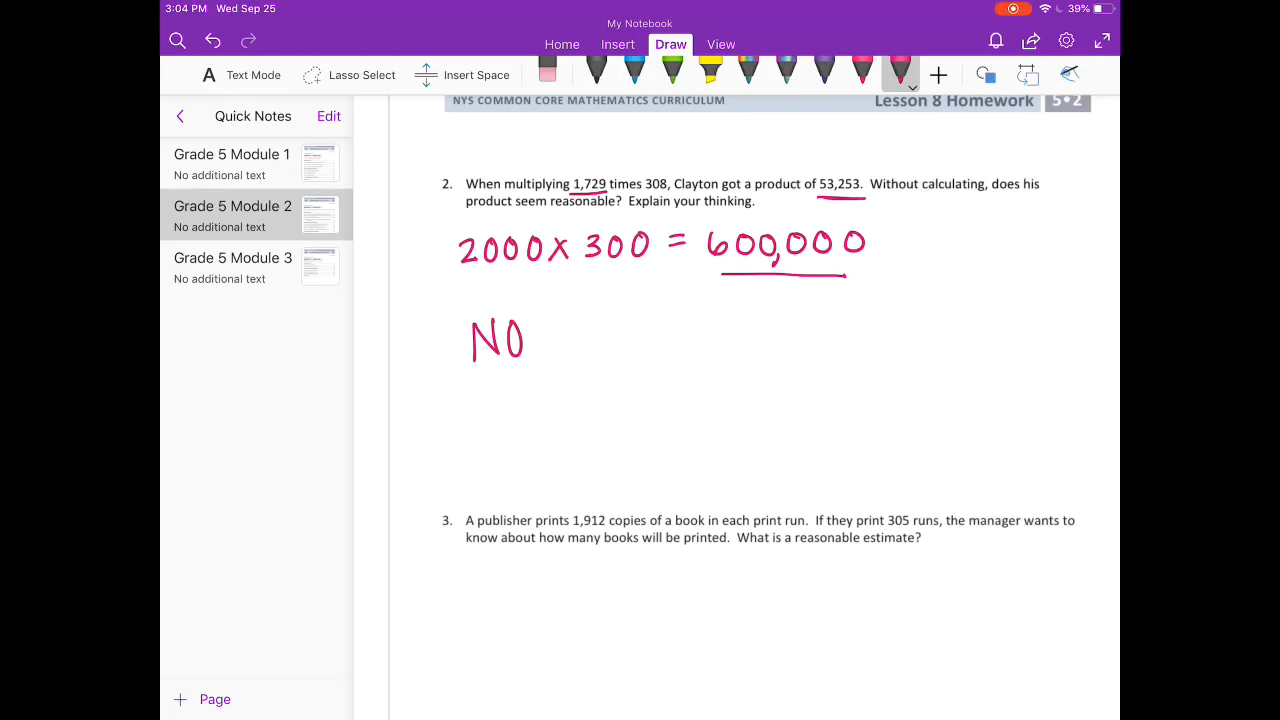 3:04 PM Wed Sep 25
39%
My Notebook
Home Insert Draw View
A Text Mode Lasso Select Insert Space
Quick Notes Edit
Grade 5 Module 1
No additional text
Grade 5 Module 2
No additional text
Grade 5 Module 3
No additional text
Page
NYS COMMON CORE MATHEMATICS CURRICULUM Lesson 8 Homework 5•2
2. When multiplying 1,729 times 308, Clayton got a product of 53,253. Without calculating, does his
product seem reasonable? Explain your thinking.
2000 x 300 = 600,000
NO
3. A publisher prints 1,912 copies of a book in each print run. If they print 305 runs, the manager wants to
know about how many books will be printed. What is a reasonable estimate?